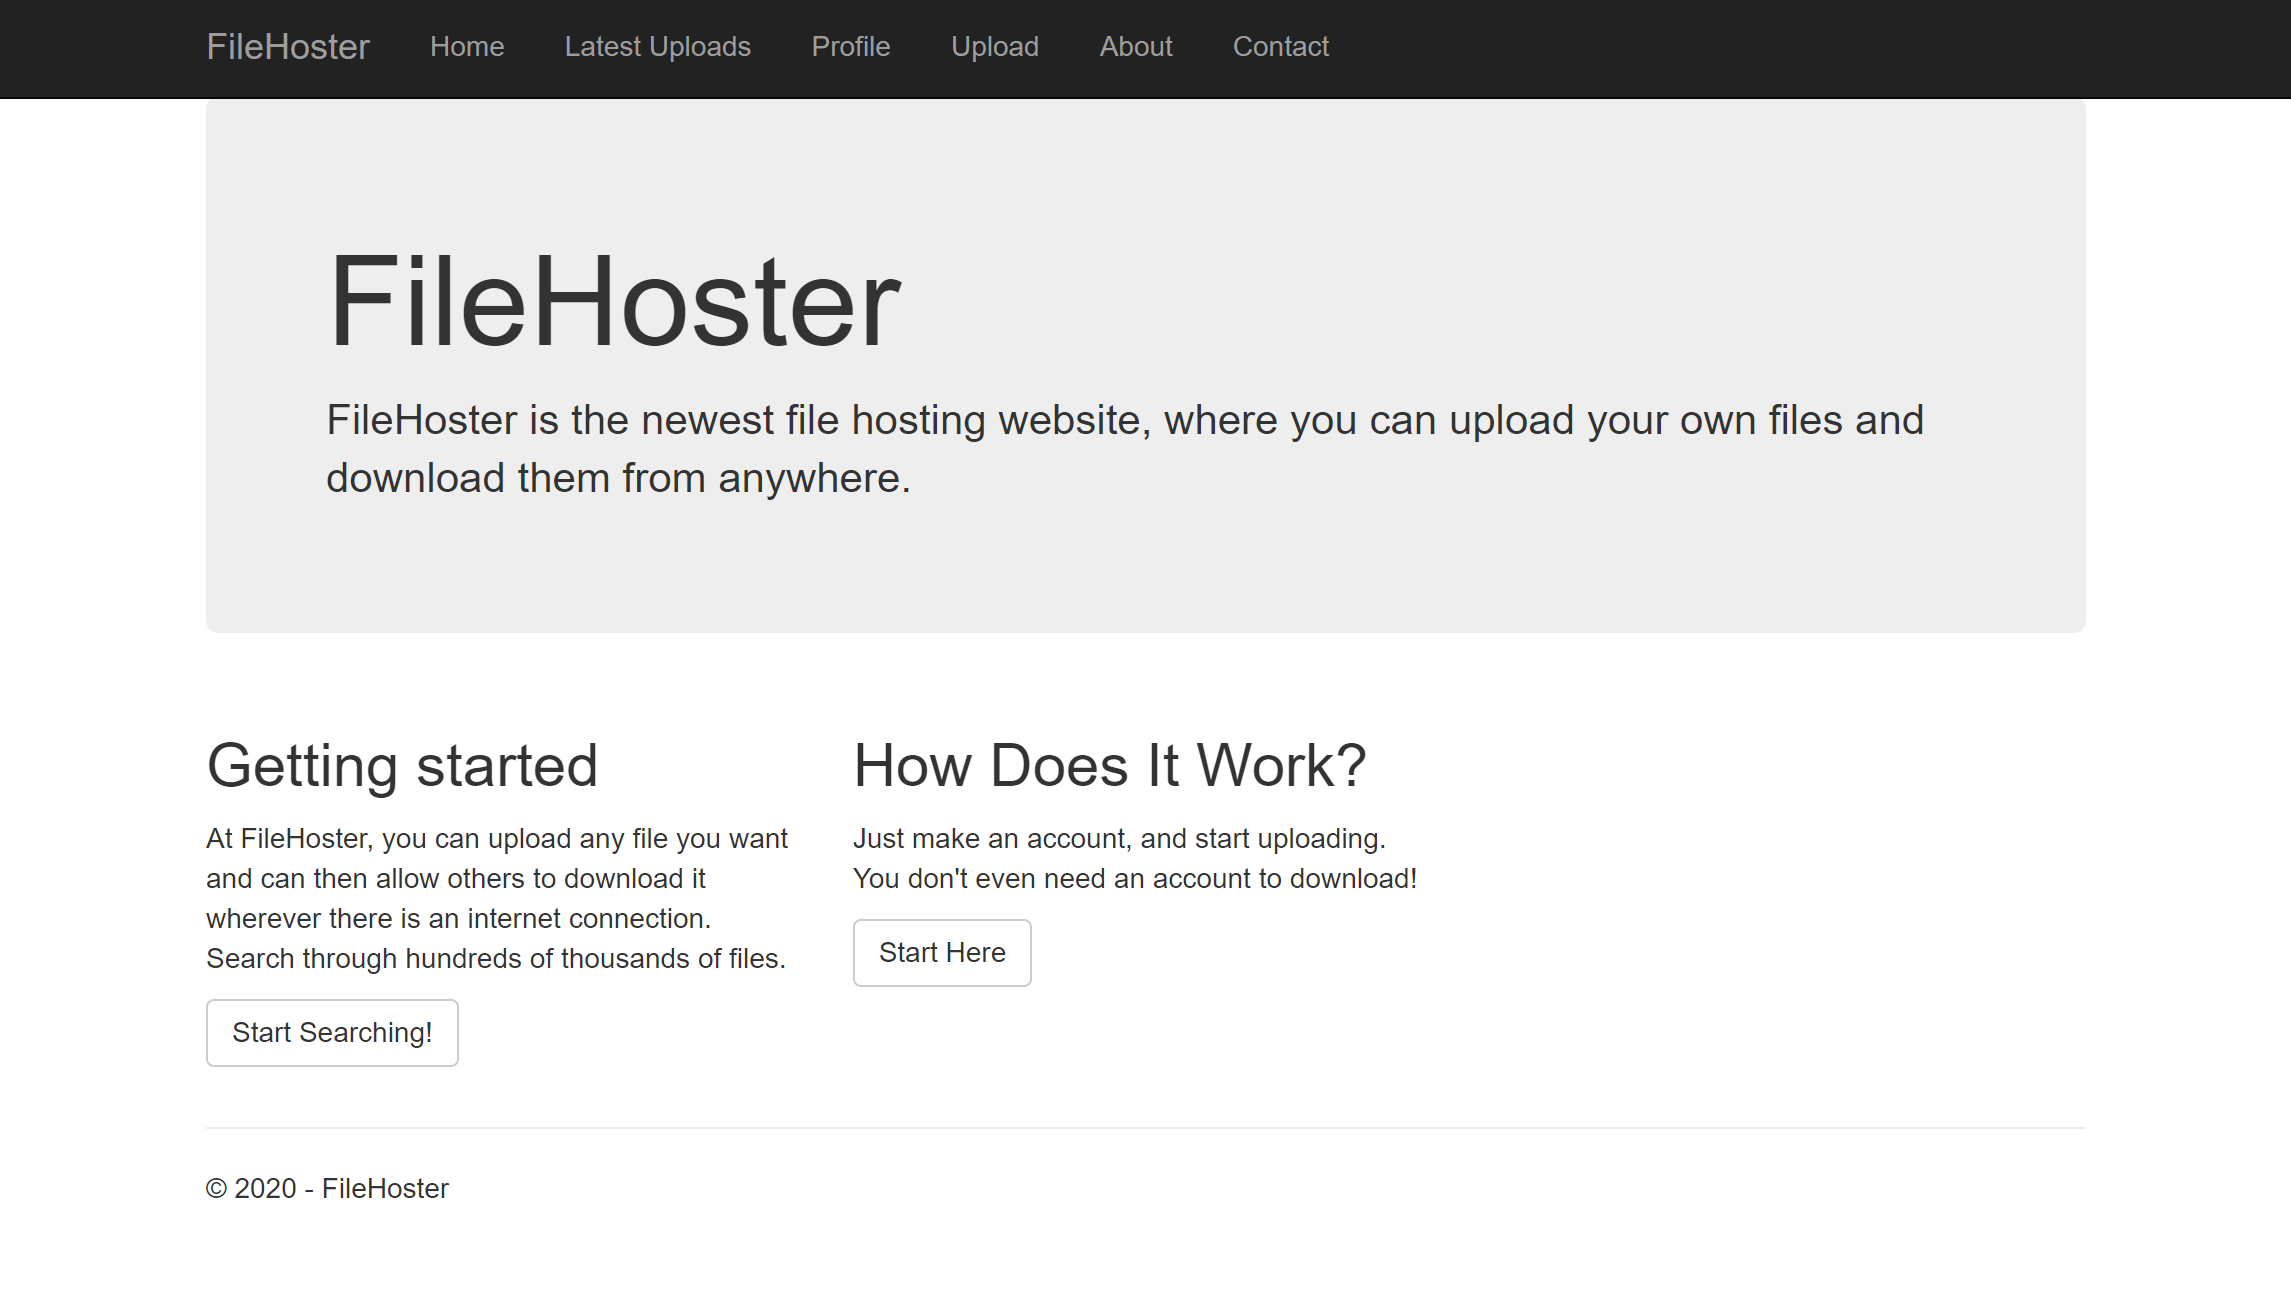 FileHoster Home Latest Uploads Profile Upload About Contact
FileHoster
FileHoster is the newest file hosting website, where you can upload your own files and
download them from anywhere.
Getting started
At FileHoster, you can upload any file you want
and can then allow others to download it
wherever there is an internet connection.
Search through hundreds of thousands of files.
Start Searching!
How Does It Work?
Just make an account, and start uploading.
You don't even need an account to download!
Start Here
© 2020 - FileHoster